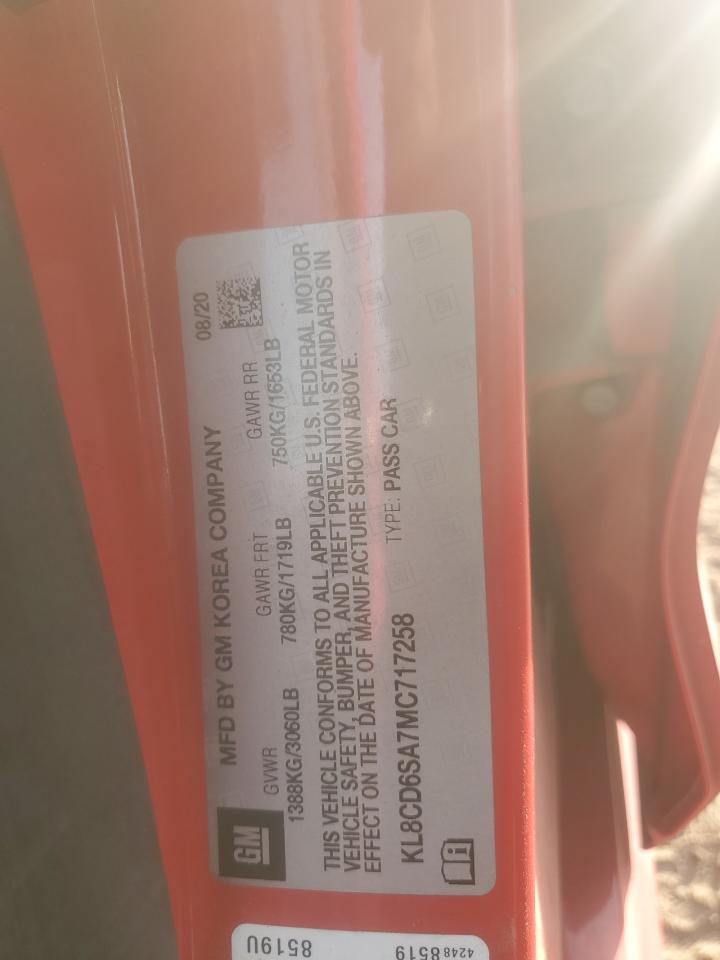 GM
MFD BY GM KOREA COMPANY 08/20
GVWR GAWR FRT GAWR RR
1388KG/3060LB 780KG/1719LB 750KG/1653LB
THIS VEHICLE CONFORMS TO ALL APPLICABLE U.S. FEDERAL MOTOR
VEHICLE SAFETY, BUMPER, AND THEFT PREVENTION STANDARDS IN
EFFECT ON THE DATE OF MANUFACTURE SHOWN ABOVE.
KL8CD6SA7MC717258 TYPE: PASS CAR
8519U
42488519